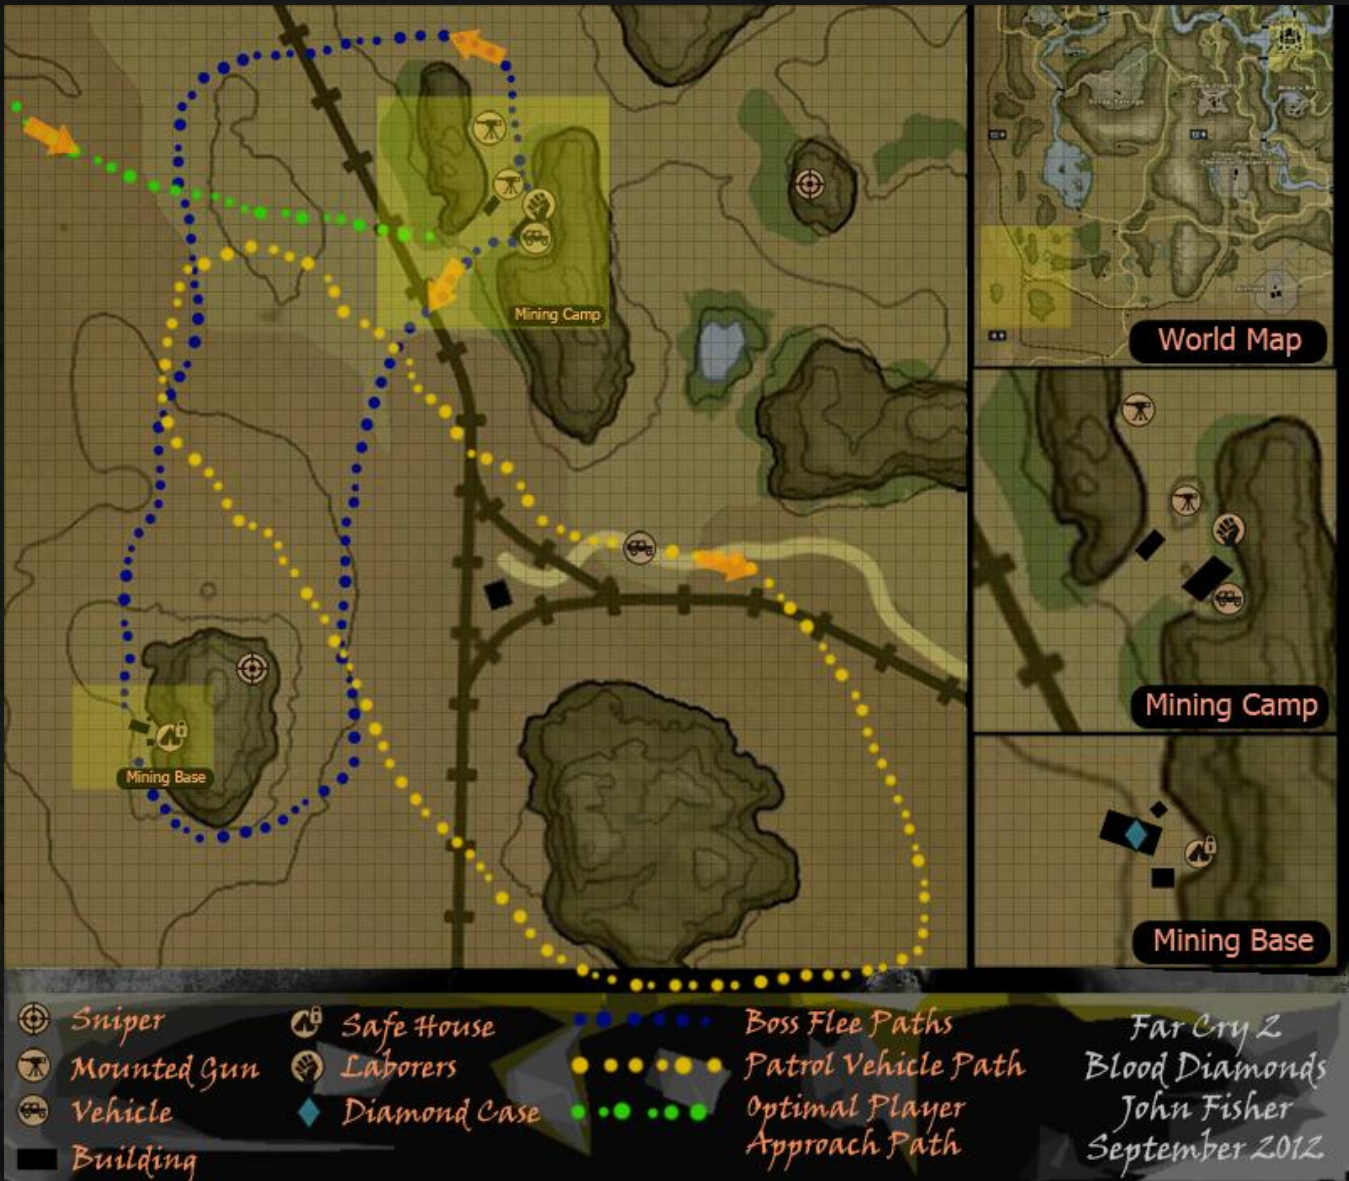 Mining Camp
Mining Base
World Map
Mining Camp
Mining Base
Sniper
Mounted Gun
Vehicle
Building
Safe House
Laborers
Diamond Case
Boss Flee Paths
Patrol Vehicle Path
Optimal Player
Approach Path
Far Cry 2
Blood Diamonds
John Fisher
September 2012